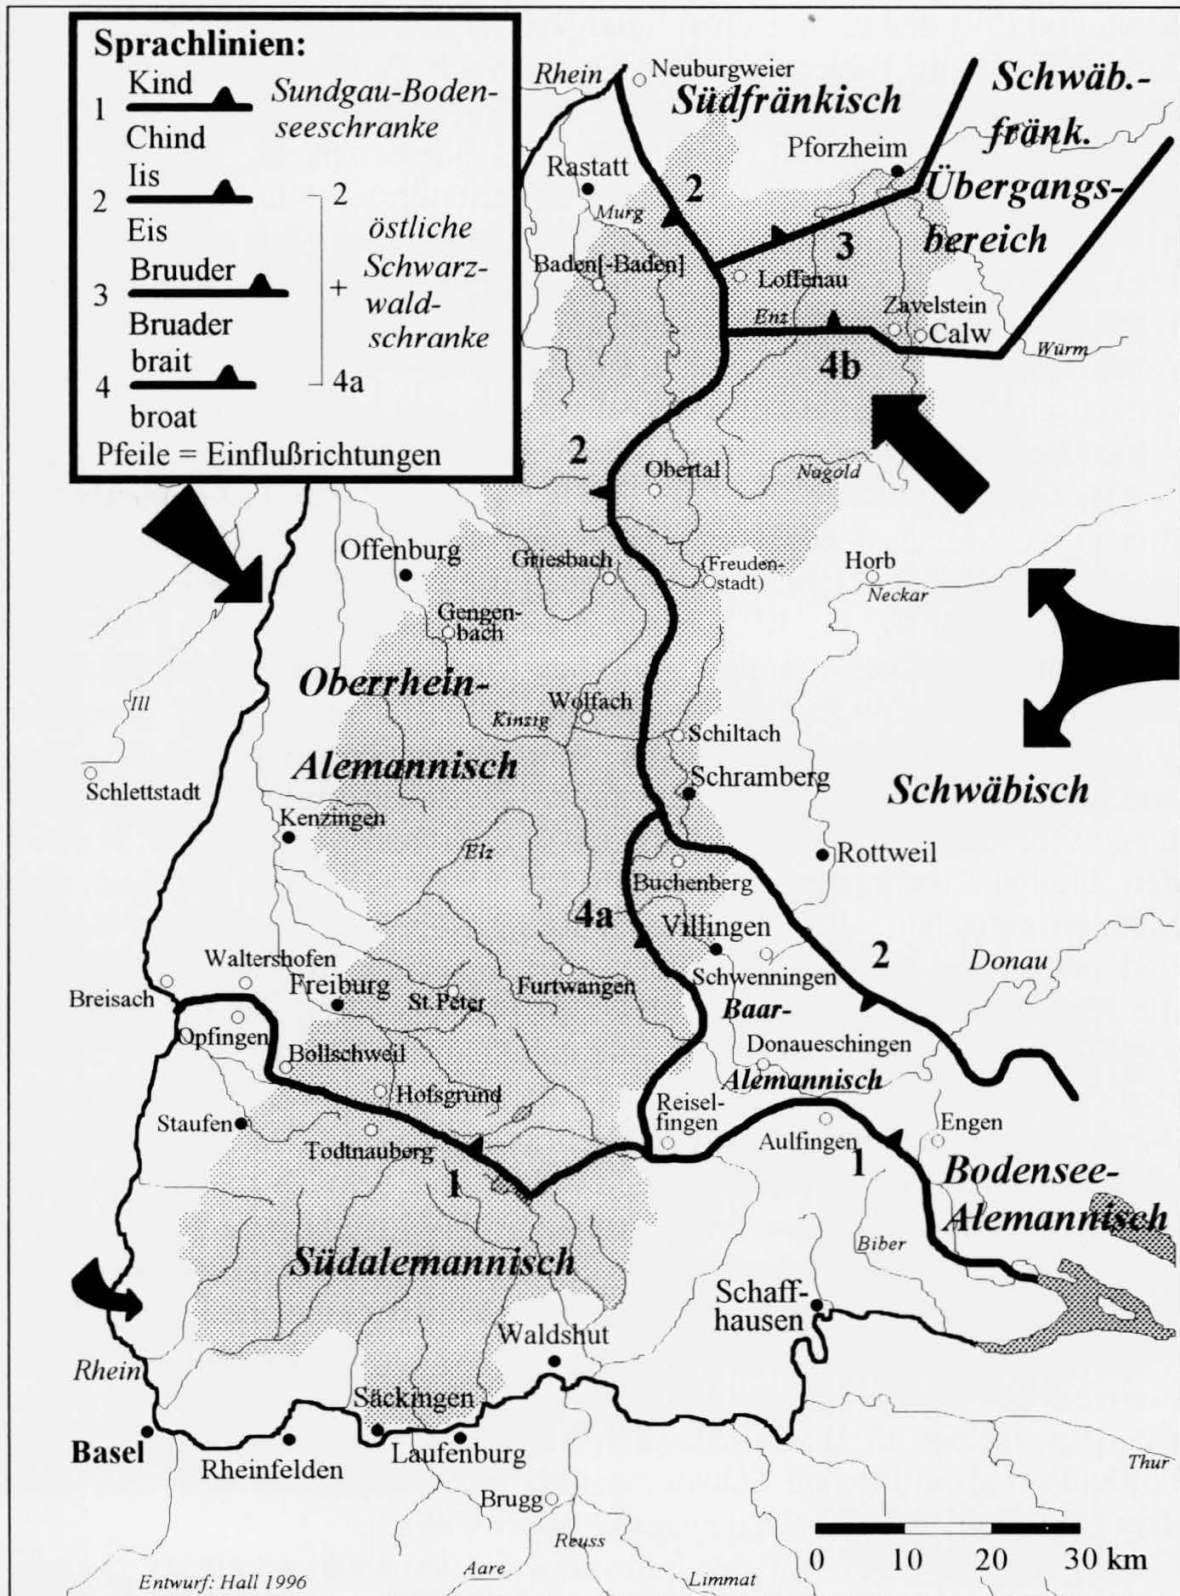 Sprachlinien:
Kind
1
Chind
Sundgau-Boden-
seeschranke
Iis
2
Eis
Bruuder
3
Bruader
brait
4
broat
2
+
4a
östliche
Schwarz-
wald-
schranke
Pfeile = Einflußrichtungen
Rhein
Neuburgweier
Südfränkisch
Schwäb.-
fränk.
Übergangs-
bereich
Pforzheim
Rastatt
2
Murg
3
Baden[-Baden]
Loffenau
Zavelstein
Enz
Calw
Würm
4b
2
Obertal
Nagold
Offenburg
Griesbach
(Freuden-
stadt)
Horb
Neckar
Gengen-
bach
Oberrhein-
Alemannisch
Ill
Wolfach
Kinzig
Schiltach
Schlettstadt
Schramberg
Schwäbisch
Kenzingen
Elz
Rottweil
Buchenberg
4a
Villingen
2
Donau
Waltershofen
Breisach
Freiburg
St.Peter
Furtwangen
Schwenningen
Baar-
Alemannisch
Opfingen
Donaueschingen
Bollschweil
Hofsgrund
Reisel-
fingen
Staufen
Todtnauberg
Aulfingen
Engen
1
1
Bodensee-
Alemannisch
Biber
Südalemannisch
Schaff-
hausen
Waldshut
Rhein
Säckingen
Basel
Rheinfelden
Laufenburg
Thur
Brugg
Reuss
Aare
Limmat
0 10 20 30 km
Entwurf: Hall 1996